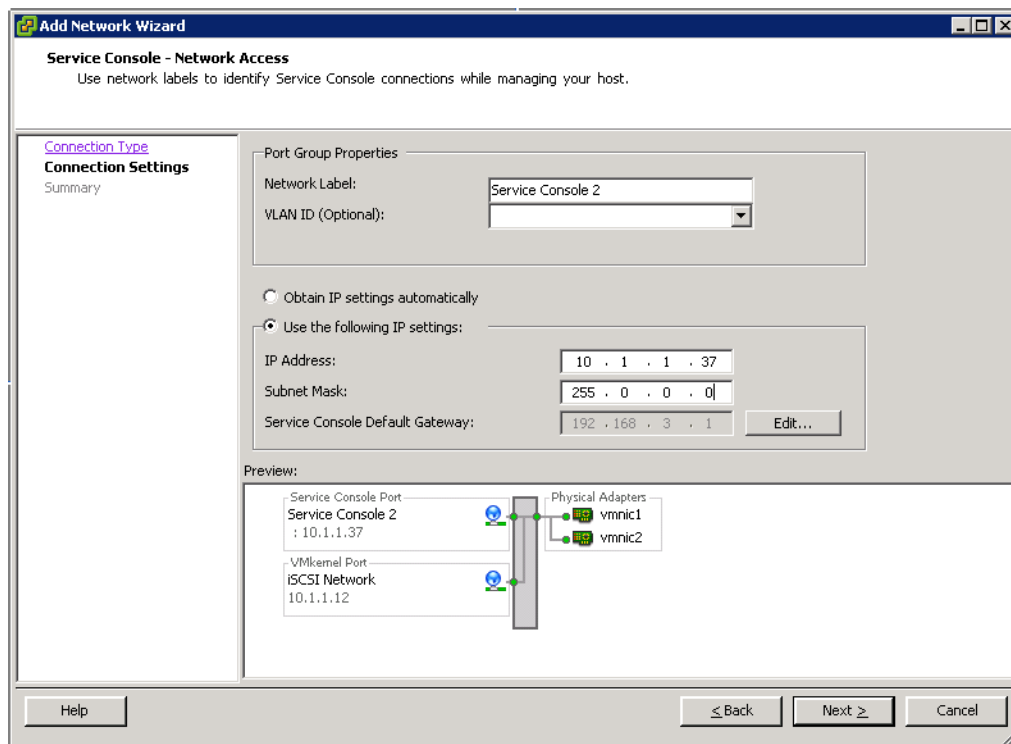 Add Network Wizard
Service Console - Network Access
Use network labels to identify Service Console connections while managing your host.
Connection Type
Connection Settings
Summary
Port Group Properties
Network Label: Service Console 2
VLAN ID (Optional):
Obtain IP settings automatically
Use the following IP settings:
IP Address: 10 . 1 . 1 . 37
Subnet Mask: 255 . 0 . 0 . 0
Service Console Default Gateway: 192 . 168 . 3 . 1 Edit...
Preview:
Service Console Port
Service Console 2
: 10.1.1.37
VMkernel Port
iSCSI Network
10.1.1.12
Physical Adapters
vmnic1
vmnic2
Help
< Back
Next >
Cancel